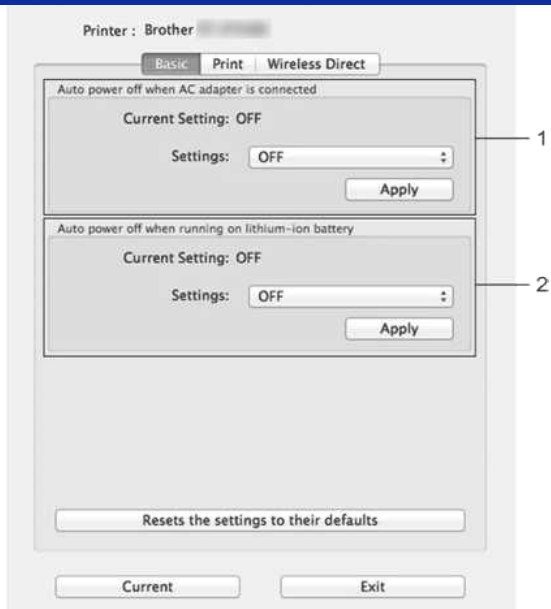 Printer : Brother
Basic Print Wireless Direct
Auto power off when AC adapter is connected
Current Setting: OFF
1
Settings: OFF
Apply
Auto power off when running on lithium-ion battery
Current Setting: OFF
Settings: OFF
2
Apply
Resets the settings to their defaults
Current Exit